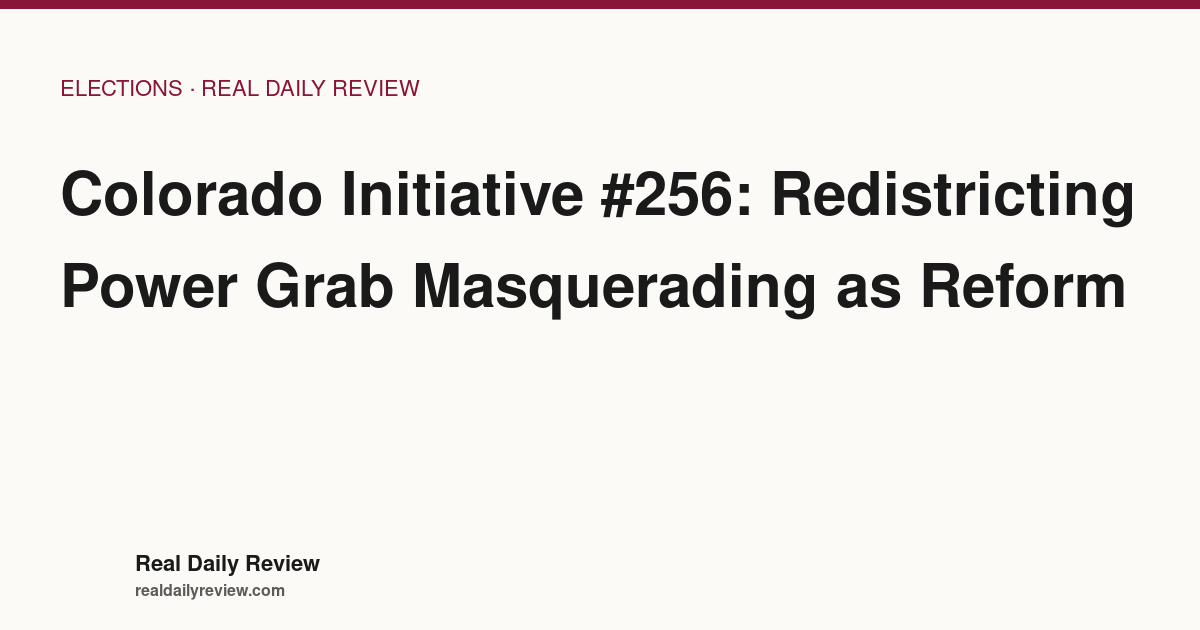 ELECTIONS · REAL DAILY REVIEW
Colorado Initiative #256: Redistricting
Power Grab Masquerading as Reform
Real Daily Review
realdailyreview.com